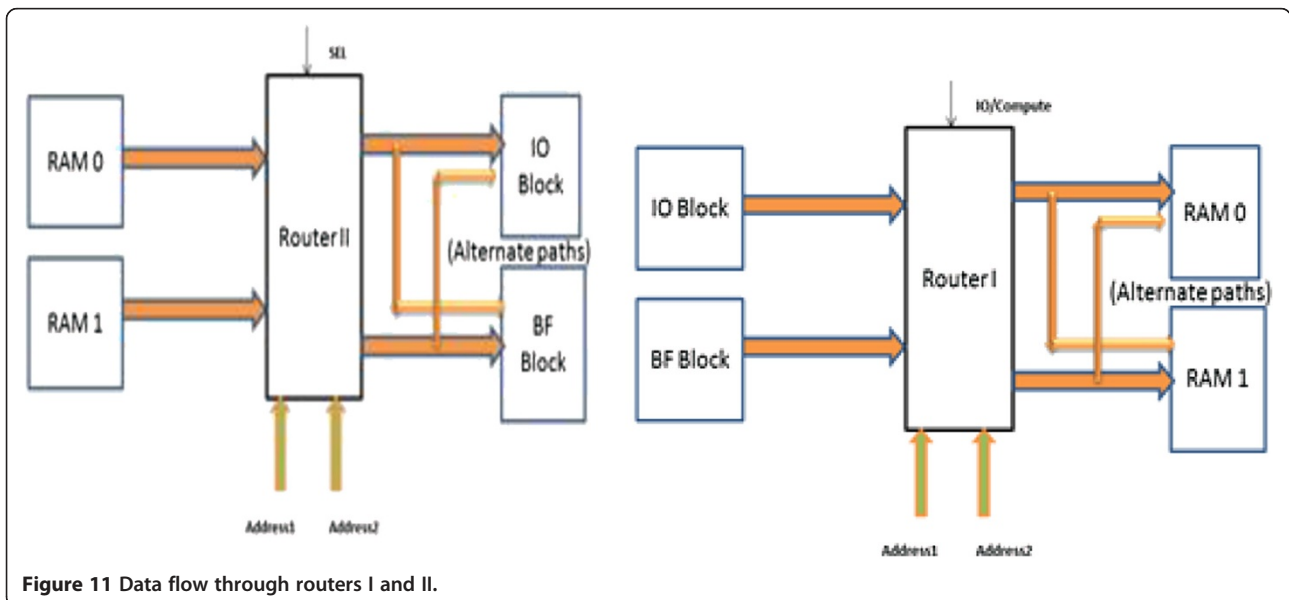 SEL
RAM 0
RAM 1
Router II
IO
Block
(Alternate paths)
BF
Block
Address1
Address2
IO/Compute
IO Block
BF Block
Router I
RAM 0
(Alternate paths)
RAM 1
Address1
Address2
Figure 11 Data flow through routers I and II.